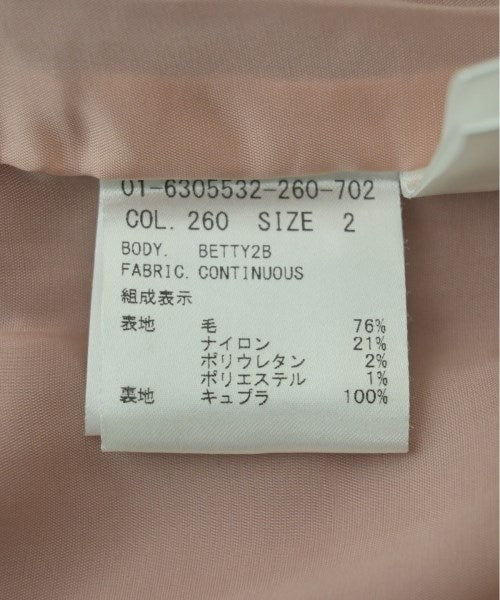 01-6305532-260-702
COL. 260 SIZE 2
BODY. BETTY2B
FABRIC. CONTINUOUS
組成表示
表地 毛 76%
ナイロン 21%
ポリウレタン 2%
ポリエステル 1%
裏地 キュプラ 100%